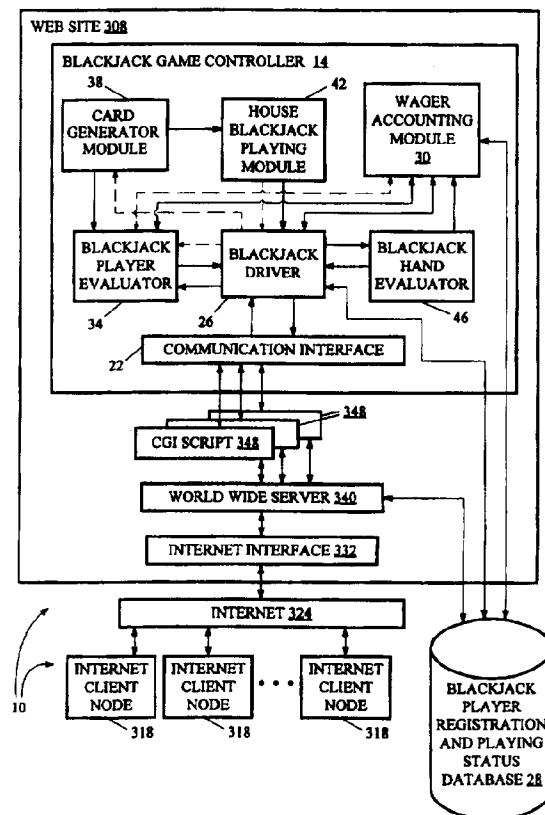 WEB SITE 308
BLACKJACK GAME CONTROLLER 14
38
42
CARD
GENERATOR
MODULE
HOUSE
BLACKJACK
PLAYING
MODULE
WAGER
ACCOUNTING
MODULE
30
BLACKJACK
PLAYER
EVALUATOR
BLACKJACK
DRIVER
BLACKJACK
HAND
EVALUATOR
34
26
46
22
COMMUNICATION INTERFACE
348
CGI SCRIPT 348
WORLD WIDE SERVER 340
INTERNET INTERFACE 332
INTERNET 324
10
INTERNET
CLIENT
NODE
INTERNET
CLIENT
NODE
• • •
INTERNET
CLIENT
NODE
318
318
318
BLACKJACK
PLAYER
REGISTRATION
AND PLAYING
STATUS
DATABASE 28